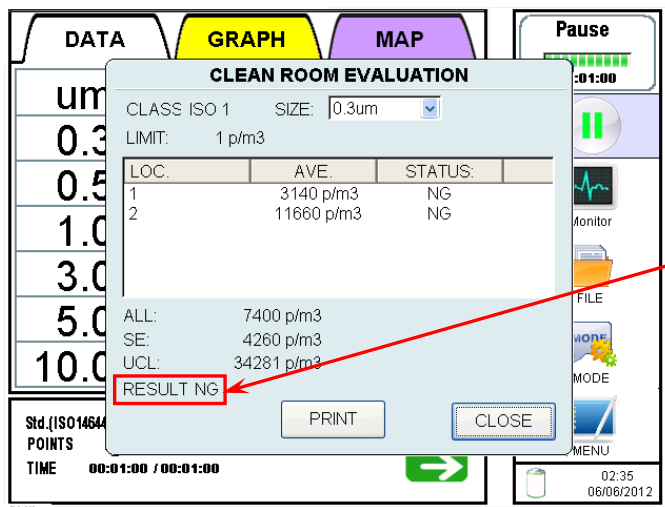 DATA
GRAPH
MAP
Pause
:01:00
CLEAN ROOM EVALUATION
CLASS ISO 1 SIZE: 0.3um
LIMIT: 1 p/m3
LOC. AVE. STATUS:
1 3140 p/m3 NG
2 11660 p/m3 NG
ALL: 7400 p/m3
SE: 4260 p/m3
UCL: 34281 p/m3
RESULT NG
PRINT
CLOSE
um
0.3
0.5
1.0
3.0
5.0
10.0
Monitor
FILE
MODE
MODE
MENU
Std.(ISO14644
POINTS
TIME 00:01:00 / 00:01:00
02:35
06/06/2012